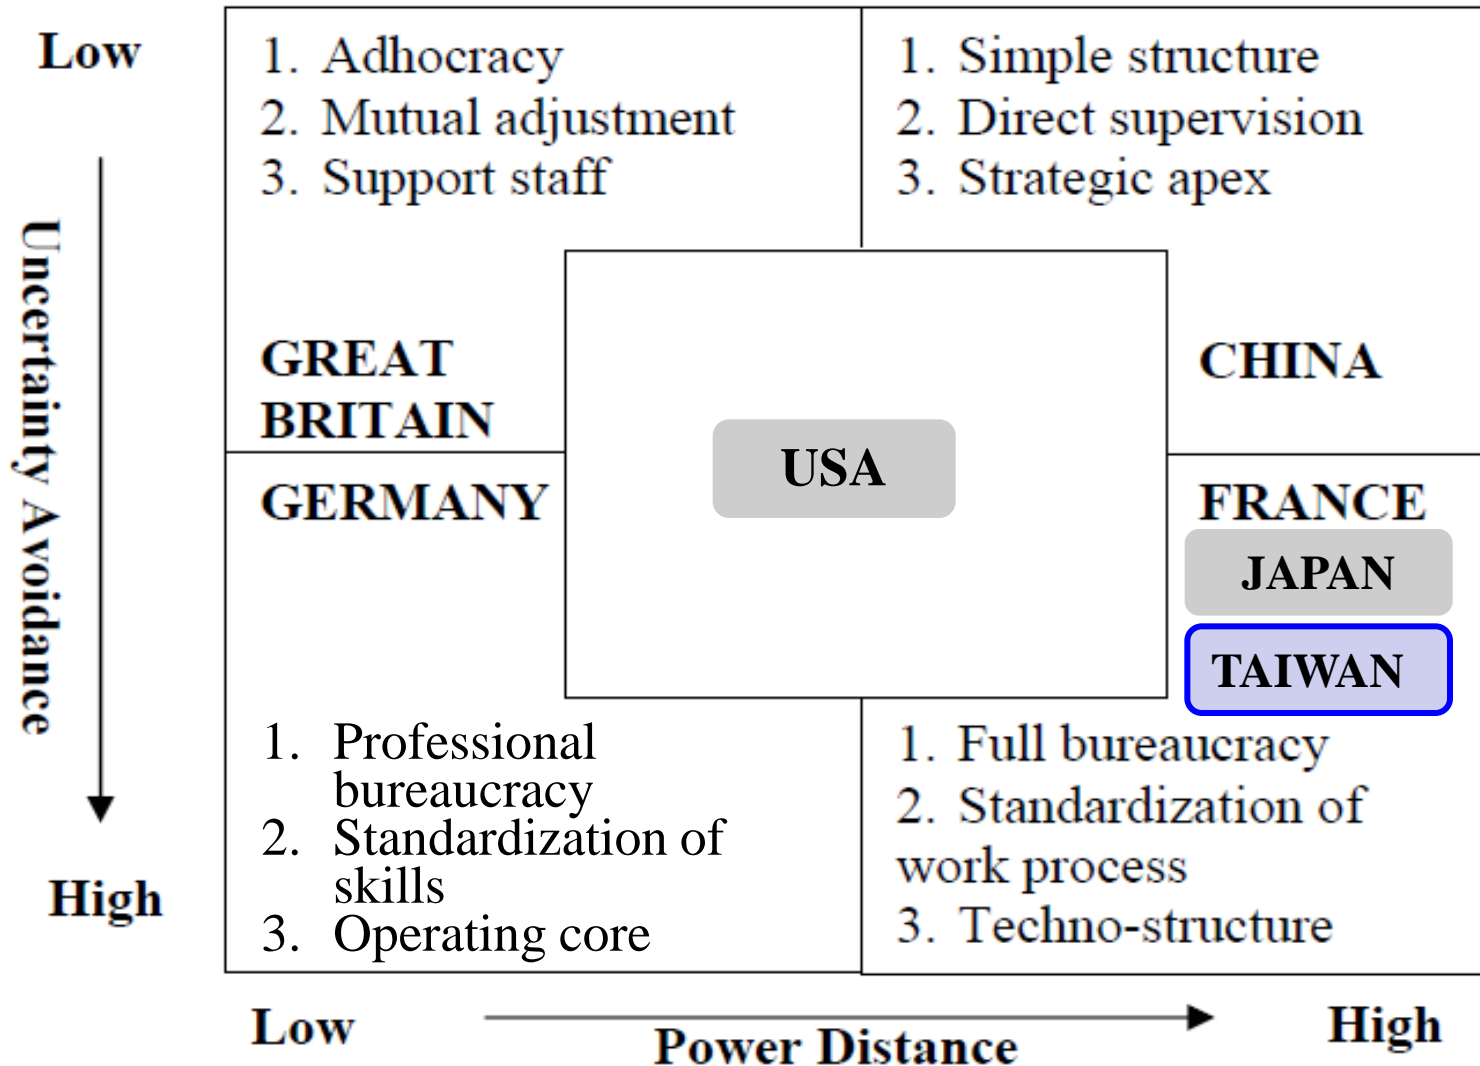 Low
1. Adhocracy
2. Mutual adjustment
3. Support staff
GREAT
BRITAIN
1. Simple structure
2. Direct supervision
3. Strategic apex
CHINA
Uncertainty Avoidance
USA
GERMANY
1. Professional
bureaucracy
2. Standardization of
skills
3. Operating core
FRANCE
JAPAN
TAIWAN
1. Full bureaucracy
2. Standardization of
work process
3. Techno-structure
High
Low
Power Distance
High